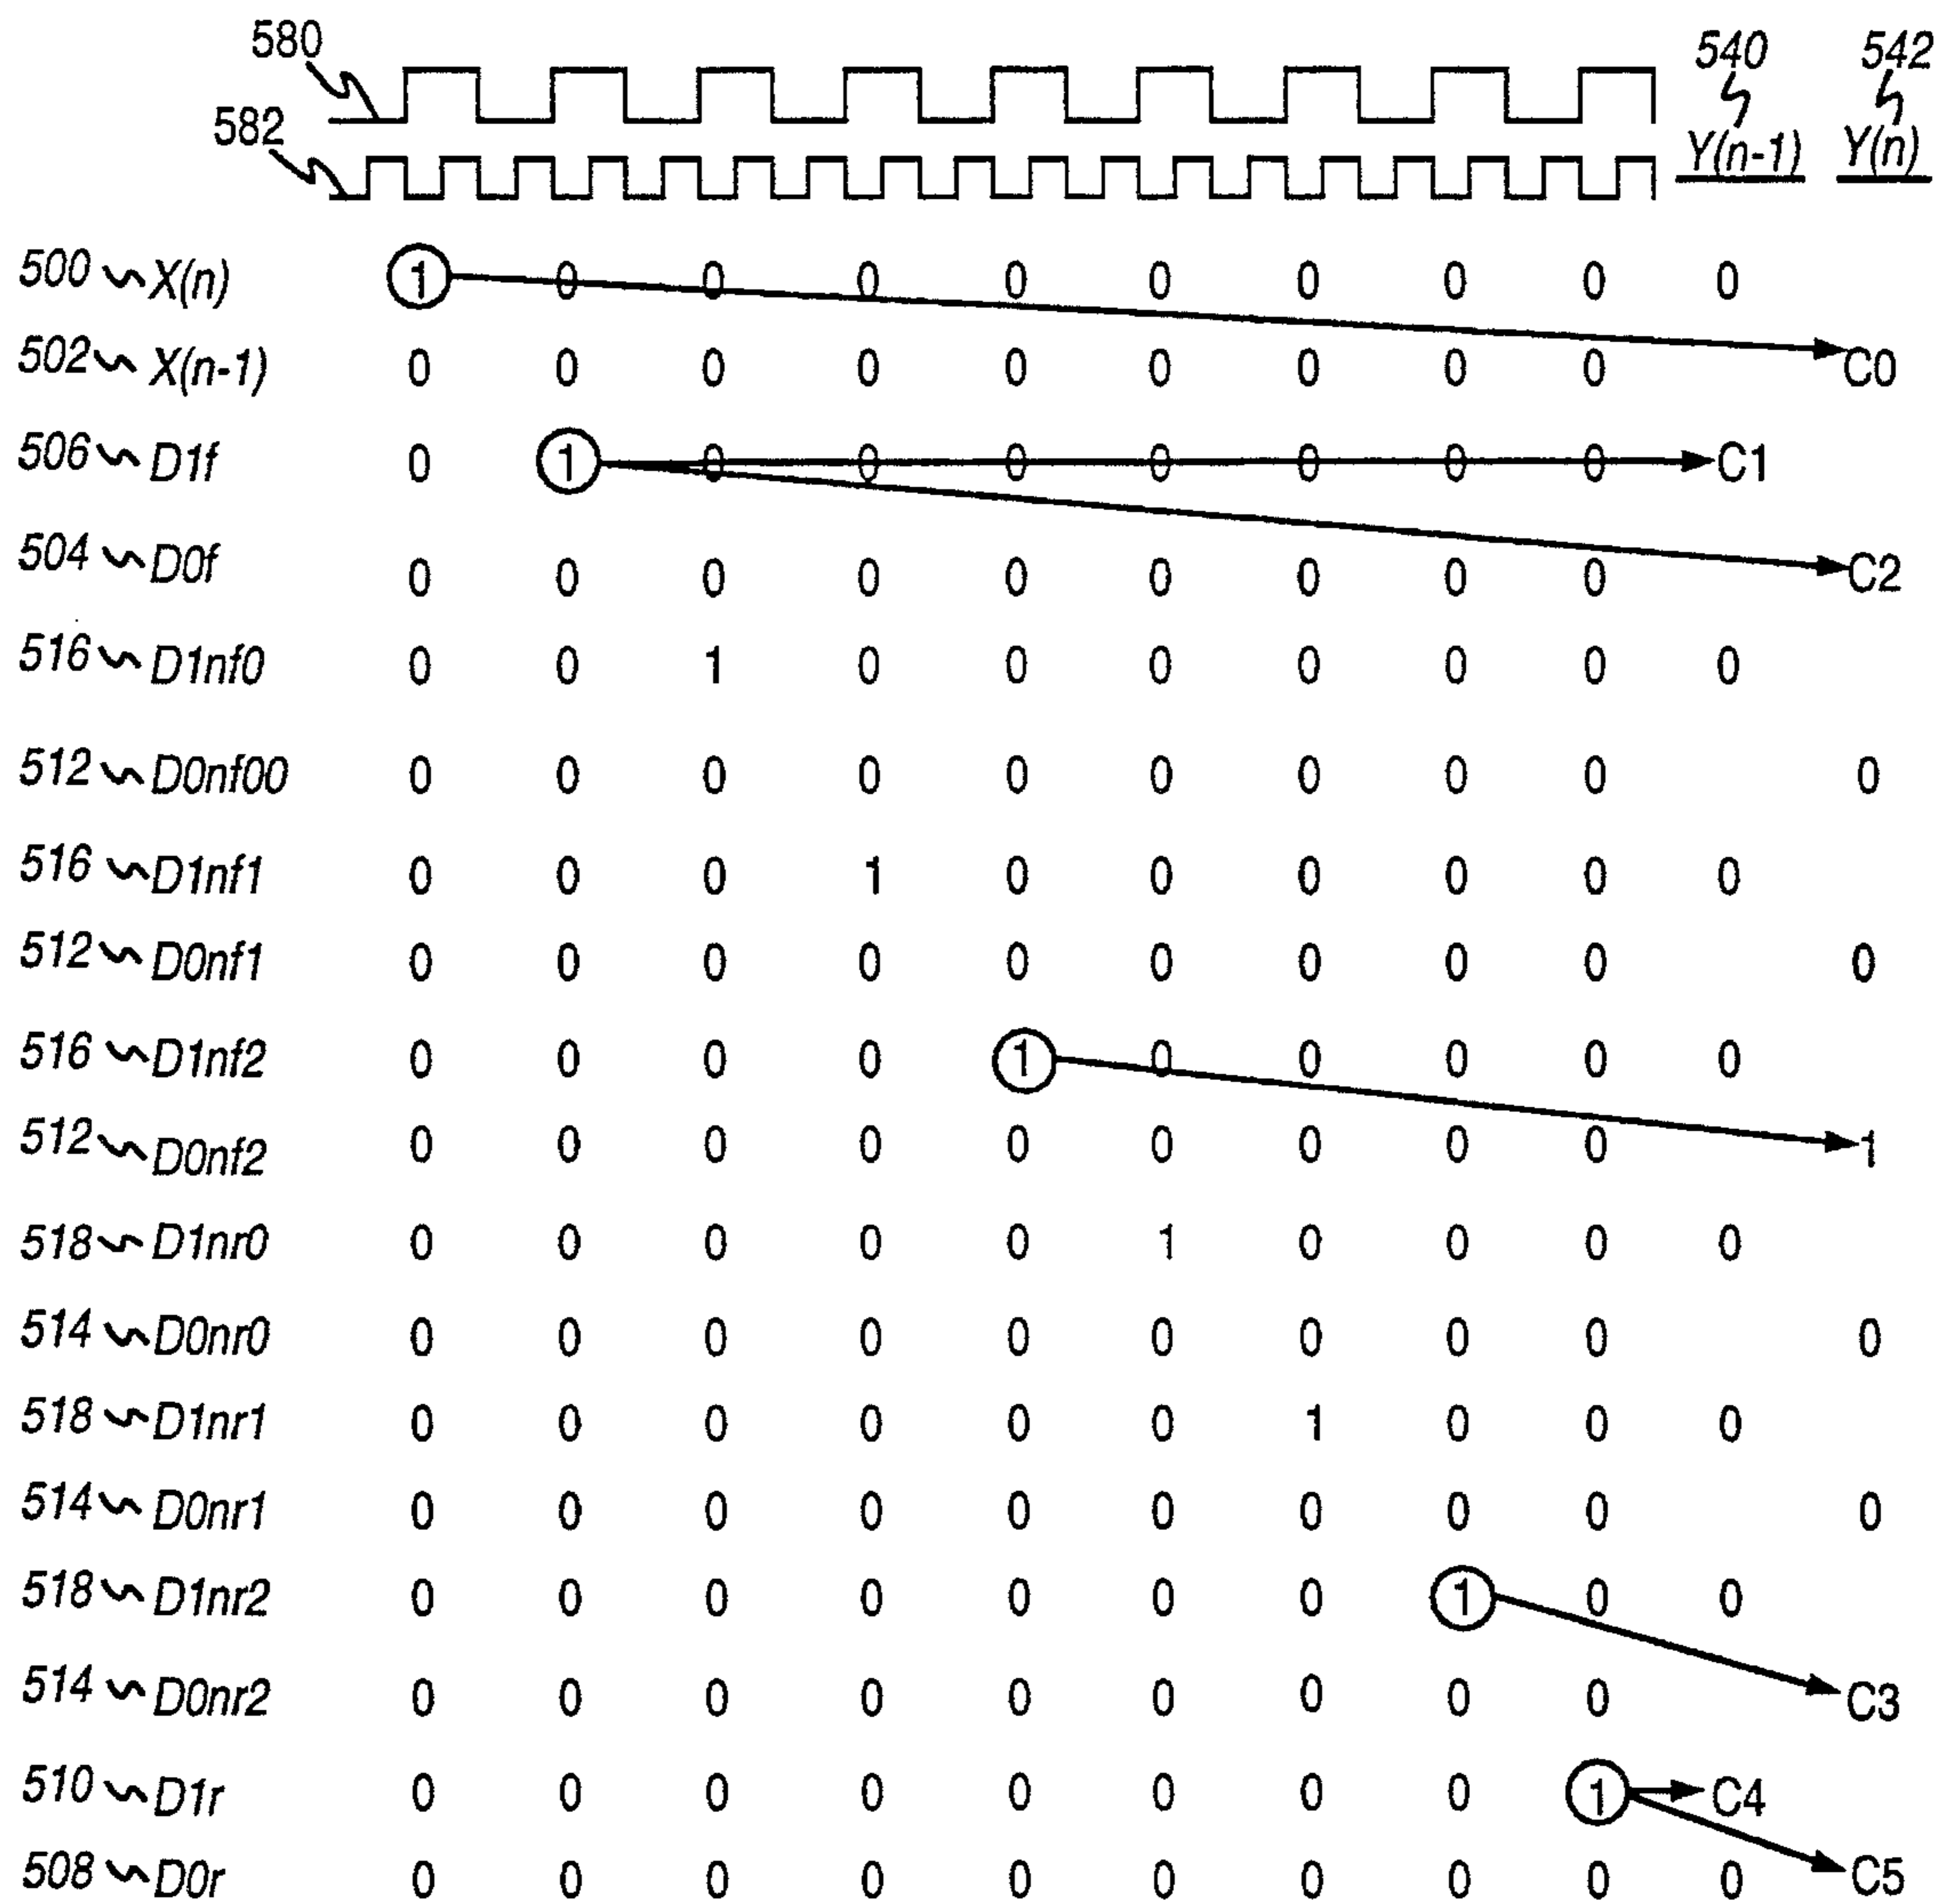 580 540 542
582 Y(n-1) Y(n)
500 X(n) 1 0 0 0 0 0 0 0 0 0
502 X(n-1) 0 0 0 0 0 0 0 0 0 C0
506 D1f 0 1 0 0 0 0 0 0 0 C1
504 D0f 0 0 0 0 0 0 0 0 0 C2
516 D1nf0 0 0 1 0 0 0 0 0 0 0
512 D0nf00 0 0 0 0 0 0 0 0 0 0
516 D1nf1 0 0 0 1 0 0 0 0 0 0
512 D0nf1 0 0 0 0 0 0 0 0 0 0
516 D1nf2 0 0 0 0 1 0 0 0 0 0
512 D0nf2 0 0 0 0 0 0 0 0 0 1
518 D1nr0 0 0 0 0 0 1 0 0 0 0
514 D0nr0 0 0 0 0 0 0 0 0 0 0
518 D1nr1 0 0 0 0 0 0 1 0 0 0
514 D0nr1 0 0 0 0 0 0 0 0 0 0
518 D1nr2 0 0 0 0 0 0 0 1 0 0
514 D0nr2 0 0 0 0 0 0 0 0 0 C3
510 D1r 0 0 0 0 0 0 0 0 1 C4
508 D0r 0 0 0 0 0 0 0 0 0 0 C5